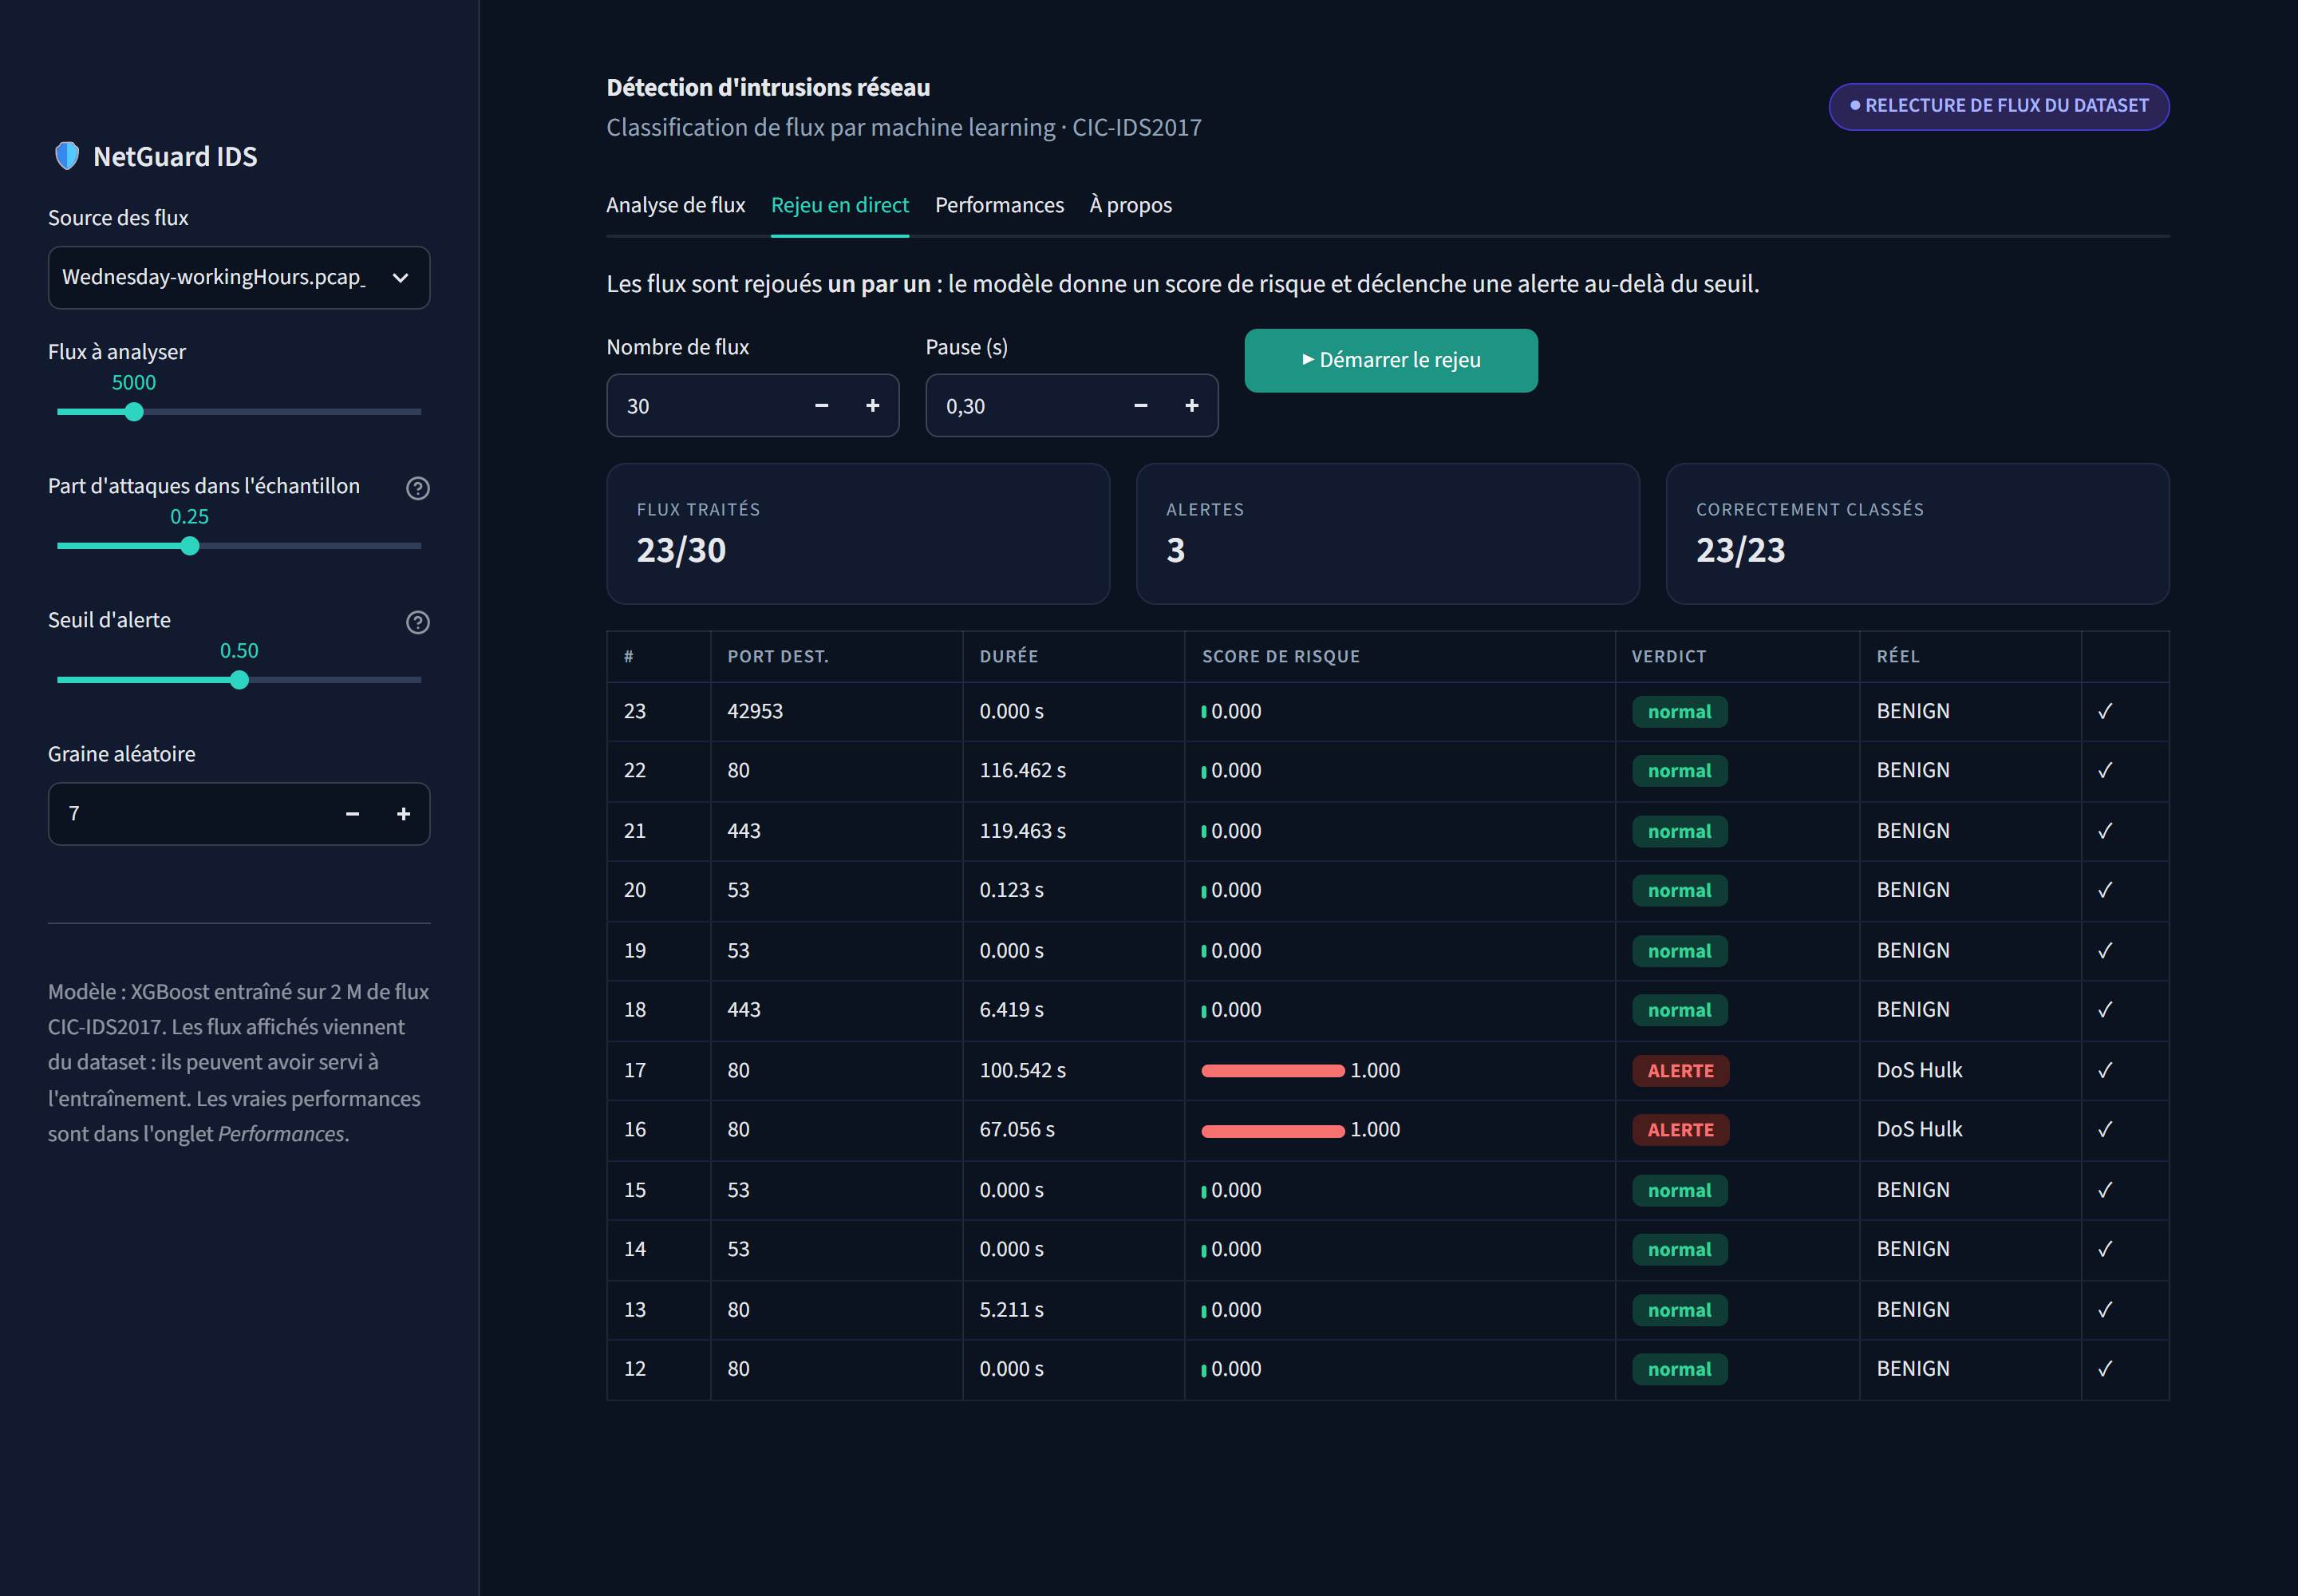 NetGuard IDS
Source des flux
Wednesday-workingHours.pcap_
Flux à analyser
5000
Part d'attaques dans l'échantillon
0.25
Seuil d'alerte
0.50
Graine aléatoire
7
Modèle : XGBoost entraîné sur 2 M de flux
CIC-IDS2017. Les flux affichés viennent
du dataset : ils peuvent avoir servi à
l'entraînement. Les vraies performances
sont dans l'onglet Performances.
Détection d'intrusions réseau
Classification de flux par machine learning · CIC-IDS2017
RELECTURE DE FLUX DU DATASET
Analyse de flux Rejeu en direct Performances À propos
Les flux sont rejoués un par un : le modèle donne un score de risque et déclenche une alerte au-delà du seuil.
Nombre de flux
30
Pause (s)
0,30
Démarrer le rejeu
FLUX TRAITÉS
23/30
ALERTES
3
CORRECTEMENT CLASSÉS
23/23
# PORT DEST. DURÉE SCORE DE RISQUE VERDICT RÉEL
23 42953 0.000 s 0.000 normal BENIGN ✓
22 80 116.462 s 0.000 normal BENIGN ✓
21 443 119.463 s 0.000 normal BENIGN ✓
20 53 0.123 s 0.000 normal BENIGN ✓
19 53 0.000 s 0.000 normal BENIGN ✓
18 443 6.419 s 0.000 normal BENIGN ✓
17 80 100.542 s 1.000 ALERTE DoS Hulk ✓
16 80 67.056 s 1.000 ALERTE DoS Hulk ✓
15 53 0.000 s 0.000 normal BENIGN ✓
14 53 0.000 s 0.000 normal BENIGN ✓
13 80 5.211 s 0.000 normal BENIGN ✓
12 80 0.000 s 0.000 normal BENIGN ✓